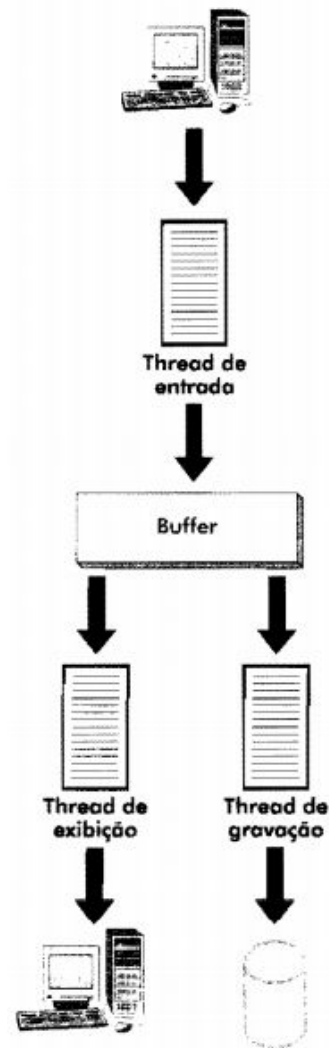 Thread de
entrada
Buffer
Thread de
exibição
Thread de
gravação